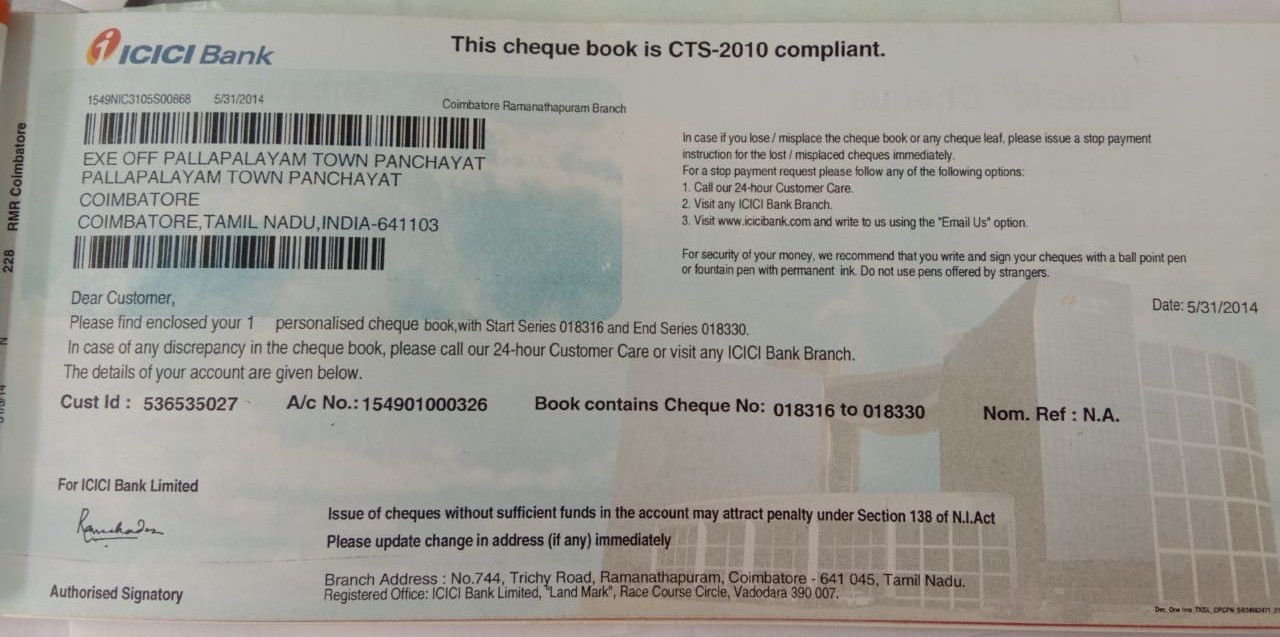 ICICI Bank
This cheque book is CTS-2010 compliant.
1549NIC3105S00868 5/31/2014
Coimbatore Ramanathapuram Branch
EXE OFF PALLAPALAYAM TOWN PANCHAYAT
PALLAPALAYAM TOWN PANCHAYAT
COIMBATORE
COIMBATORE,TAMIL NADU,INDIA-641103
228 RMR Coimbatore
In case if you lose / misplace the cheque book or any cheque leaf, please issue a stop payment
instruction for the lost / misplaced cheques immediately.
For a stop payment request please follow any of the following options:
1. Call our 24-hour Customer Care.
2. Visit any ICICI Bank Branch.
3. Visit www.icicibank.com and write to us using the "Email Us" option.
For security of your money, we recommend that you write and sign your cheques with a ball point pen
or fountain pen with permanent ink. Do not use pens offered by strangers.
Date: 5/31/2014
Dear Customer,
Please find enclosed your 1 personalised cheque book,with Start Series 018316 and End Series 018330.
In case of any discrepancy in the cheque book, please call our 24-hour Customer Care or visit any ICICI Bank Branch.
The details of your account are given below.
Cust Id : 536535027 A/c No.: 154901000326 Book contains Cheque No: 018316 to 018330 Nom. Ref : N.A.
For ICICI Bank Limited
Issue of cheques without sufficient funds in the account may attract penalty under Section 138 of N.I.Act
Please update change in address (if any) immediately
Authorised Signatory
Branch Address : No.744, Trichy Road, Ramanathapuram, Coimbatore - 641 045, Tamil Nadu.
Registered Office: ICICI Bank Limited, "Land Mark", Race Course Circle, Vadodara 390 007.